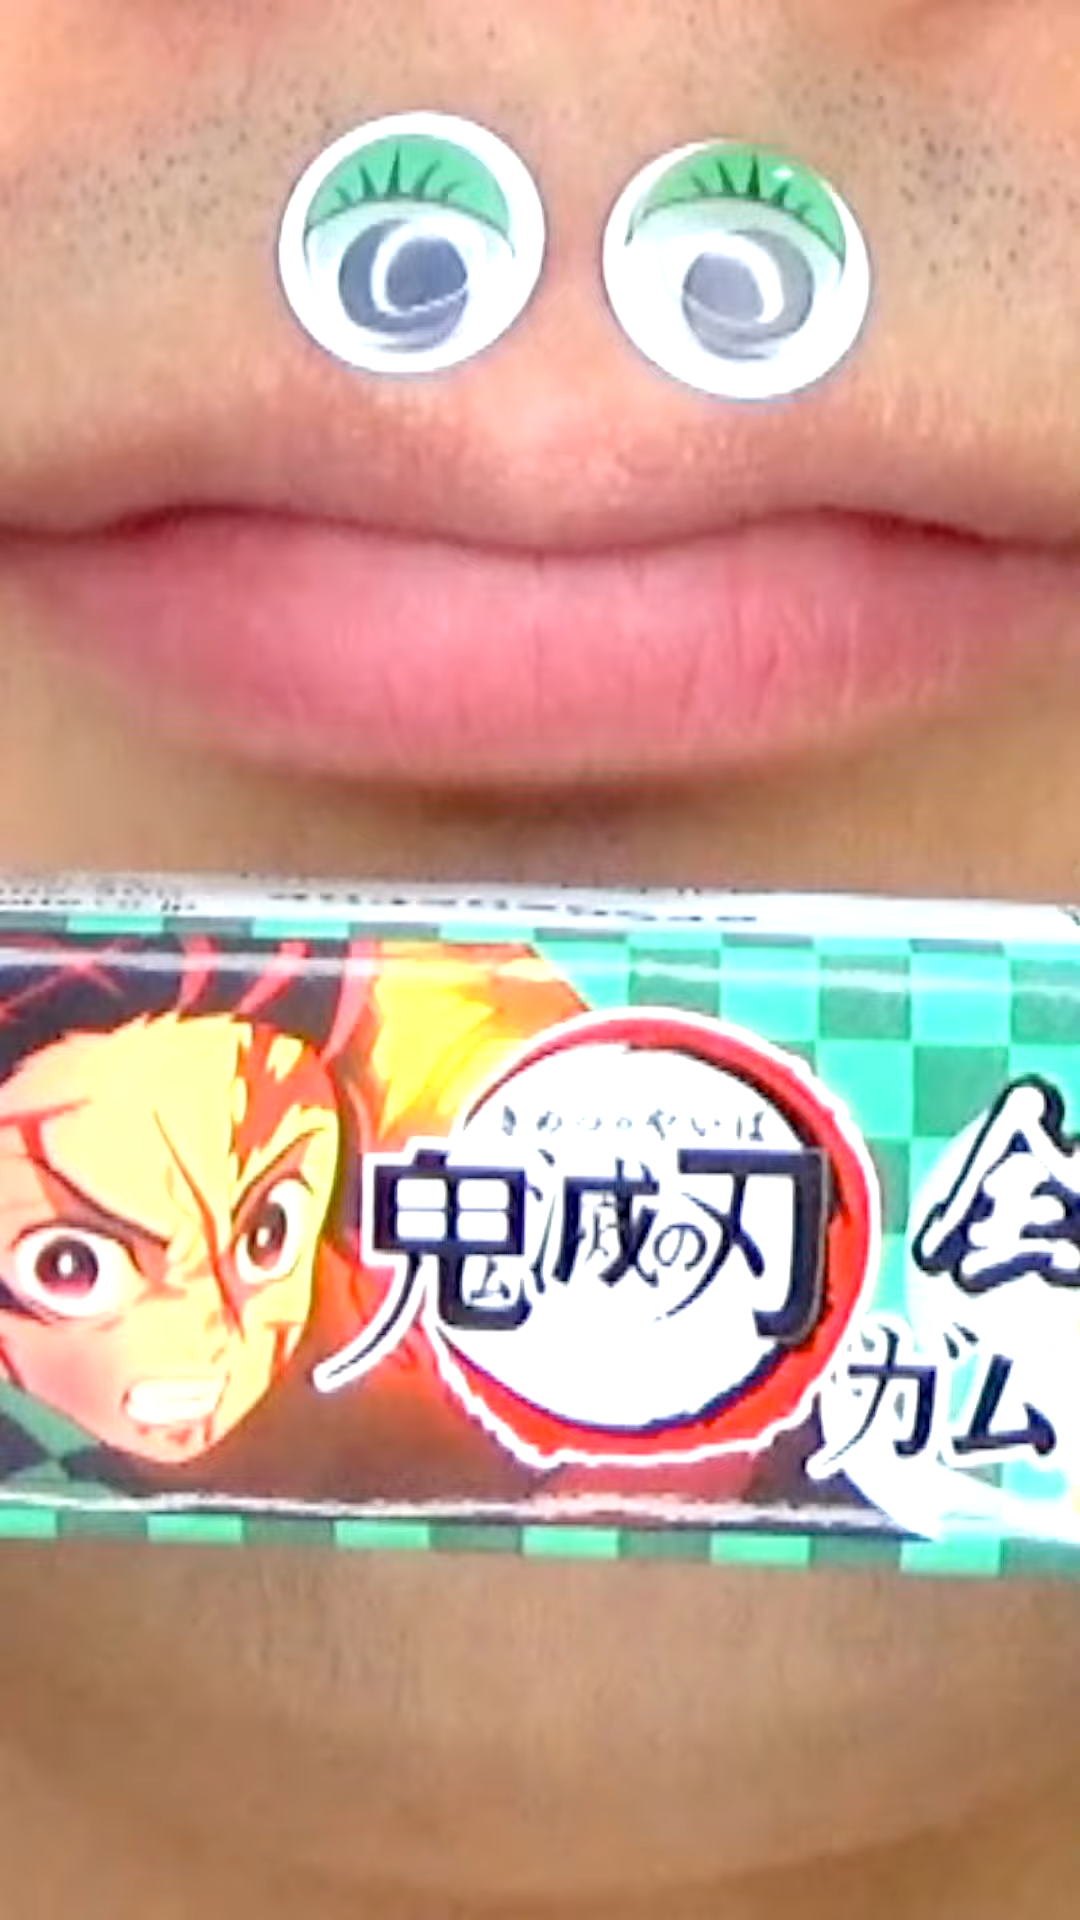 きめつのやいば
鬼滅の刃
全
ガム